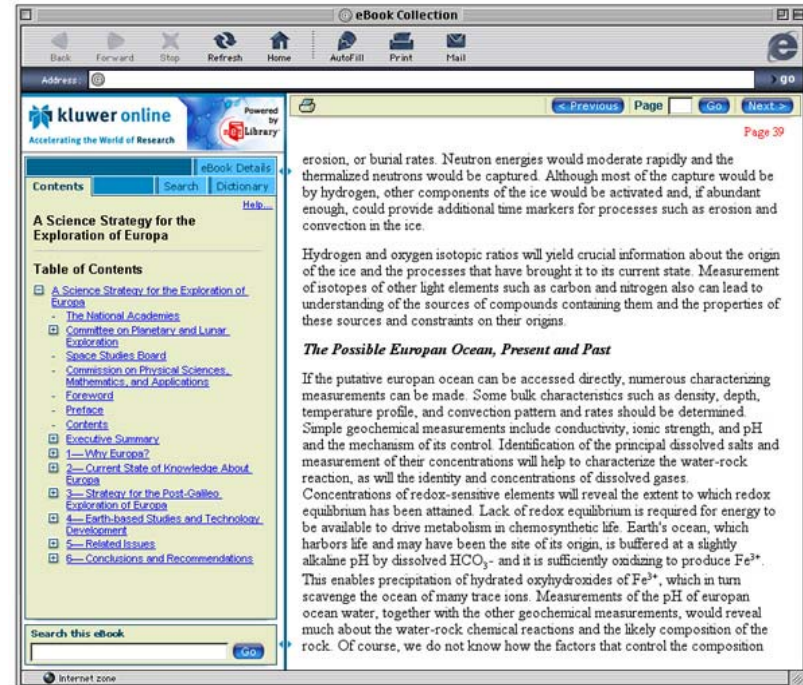 eBook Collection
Back Forward Stop Refresh Home AutoFill Print Mail
Address: go
kluwer online
Accelerating the World of Research
Powered
by
netLibrary
< Previous Page Go Next >
Page 39
eBook Details
Contents Search Dictionary
Help...
A Science Strategy for the
Exploration of Europa
Table of Contents
A Science Strategy for the Exploration of
Europa
- The National Academies
Committee on Planetary and Lunar
Exploration
- Space Studies Board
- Commission on Physical Sciences,
Mathematics, and Applications
- Foreword
- Preface
- Contents
Executive Summary
1—Why Europa?
2—Current State of Knowledge About
Europa
3—Strategy for the Post-Galileo
Exploration of Europa
4—Earth-based Studies and Technology
Development
5—Related Issues
6—Conclusions and Recommendations
Search this eBook
Go
erosion, or burial rates. Neutron energies would moderate rapidly and the
thermalized neutrons would be captured. Although most of the capture would be
by hydrogen, other components of the ice would be activated and, if abundant
enough, could provide additional time markers for processes such as erosion and
convection in the ice.
Hydrogen and oxygen isotopic ratios will yield crucial information about the origin
of the ice and the processes that have brought it to its current state. Measurement
of isotopes of other light elements such as carbon and nitrogen also can lead to
understanding of the sources of compounds containing them and the properties of
these sources and constraints on their origins.
The Possible Europan Ocean, Present and Past
If the putative europan ocean can be accessed directly, numerous characterizing
measurements can be made. Some bulk characteristics such as density, depth,
temperature profile, and convection pattern and rates should be determined.
Simple geochemical measurements include conductivity, ionic strength, and pH
and the mechanism of its control. Identification of the principal dissolved salts and
measurement of their concentrations will help to characterize the water-rock
reaction, as will the identity and concentrations of dissolved gases.
Concentrations of redox-sensitive elements will reveal the extent to which redox
equilibrium has been attained. Lack of redox equilibrium is required for energy to
be available to drive metabolism in chemosynthetic life. Earth's ocean, which
harbors life and may have been the site of its origin, is buffered at a slightly
alkaline pH by dissolved HCO₃- and it is sufficiently oxidizing to produce Fe³⁺.
This enables precipitation of hydrated oxyhydroxides of Fe³⁺, which in turn
scavenge the ocean of many trace ions. Measurements of the pH of europan
ocean water, together with the other geochemical measurements, would reveal
much about the water-rock chemical reactions and the likely composition of the
rock. Of course, we do not know how the factors that control the composition
Internet zone